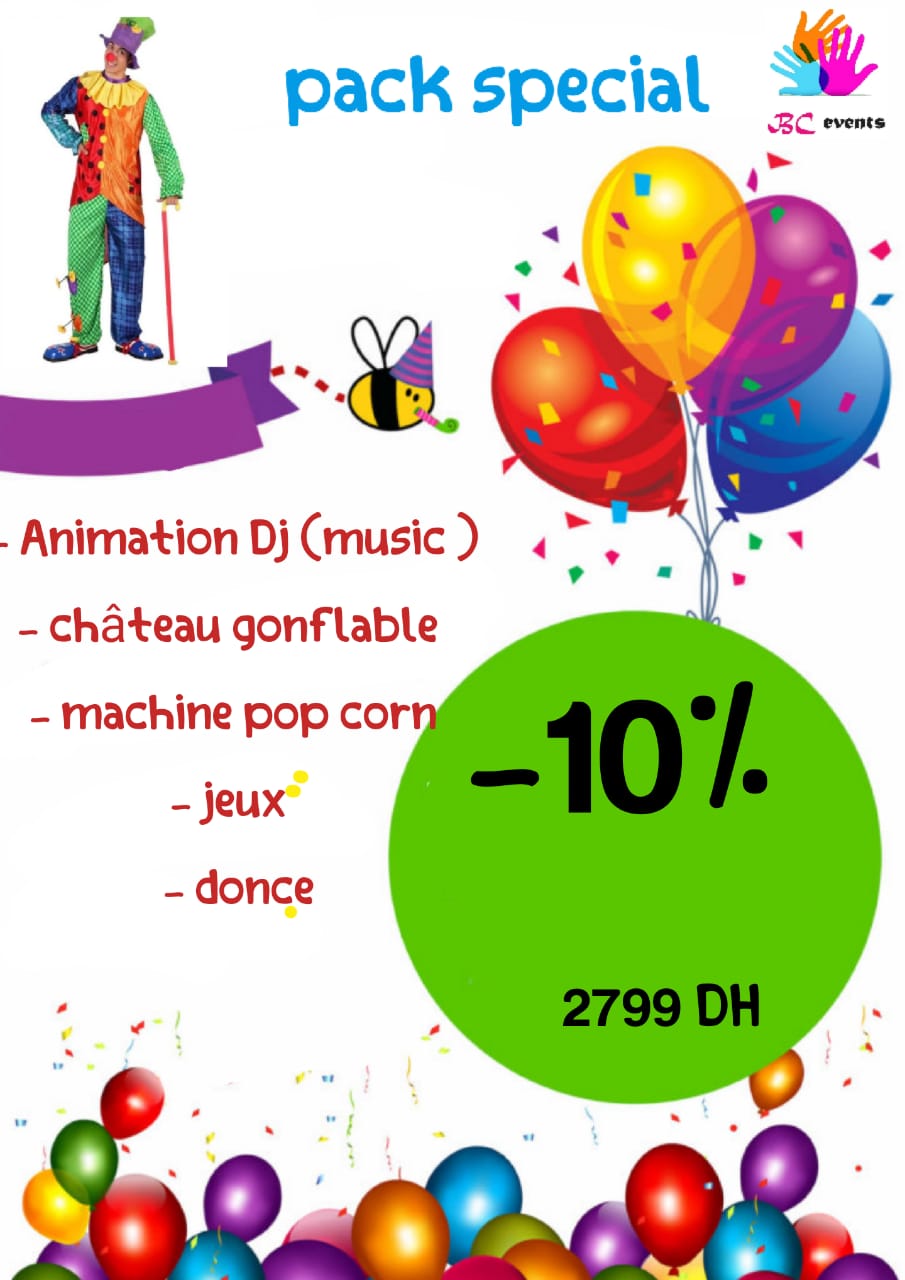 pack special
BC events
- Animation Dj (music )
- château gonflable
- machine pop corn
- jeux
- donce
-10%
2799 DH